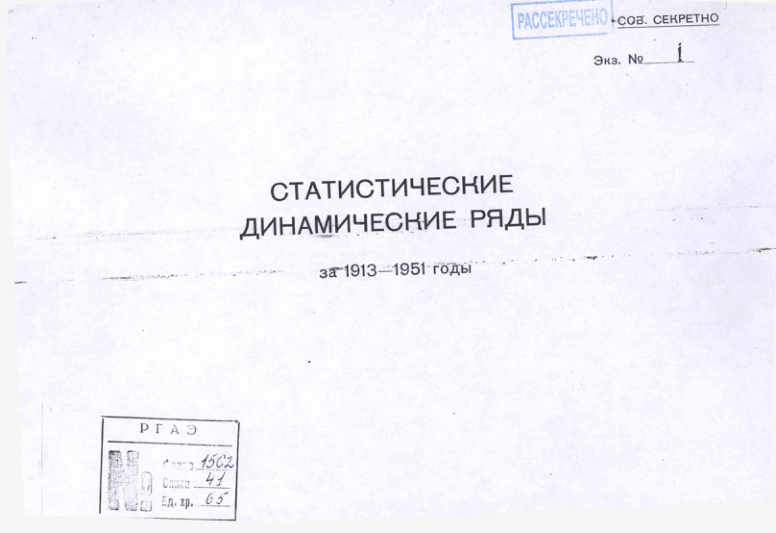 РАССЕКРЕЧЕНО СОВ. СЕКРЕТНО
Экз. № 1
СТАТИСТИЧЕСКИЕ
ДИНАМИЧЕСКИЕ РЯДЫ
за 1913—1951 годы
РГАЭ
Фонд 1562
Опись 41
Ед. хр. 65